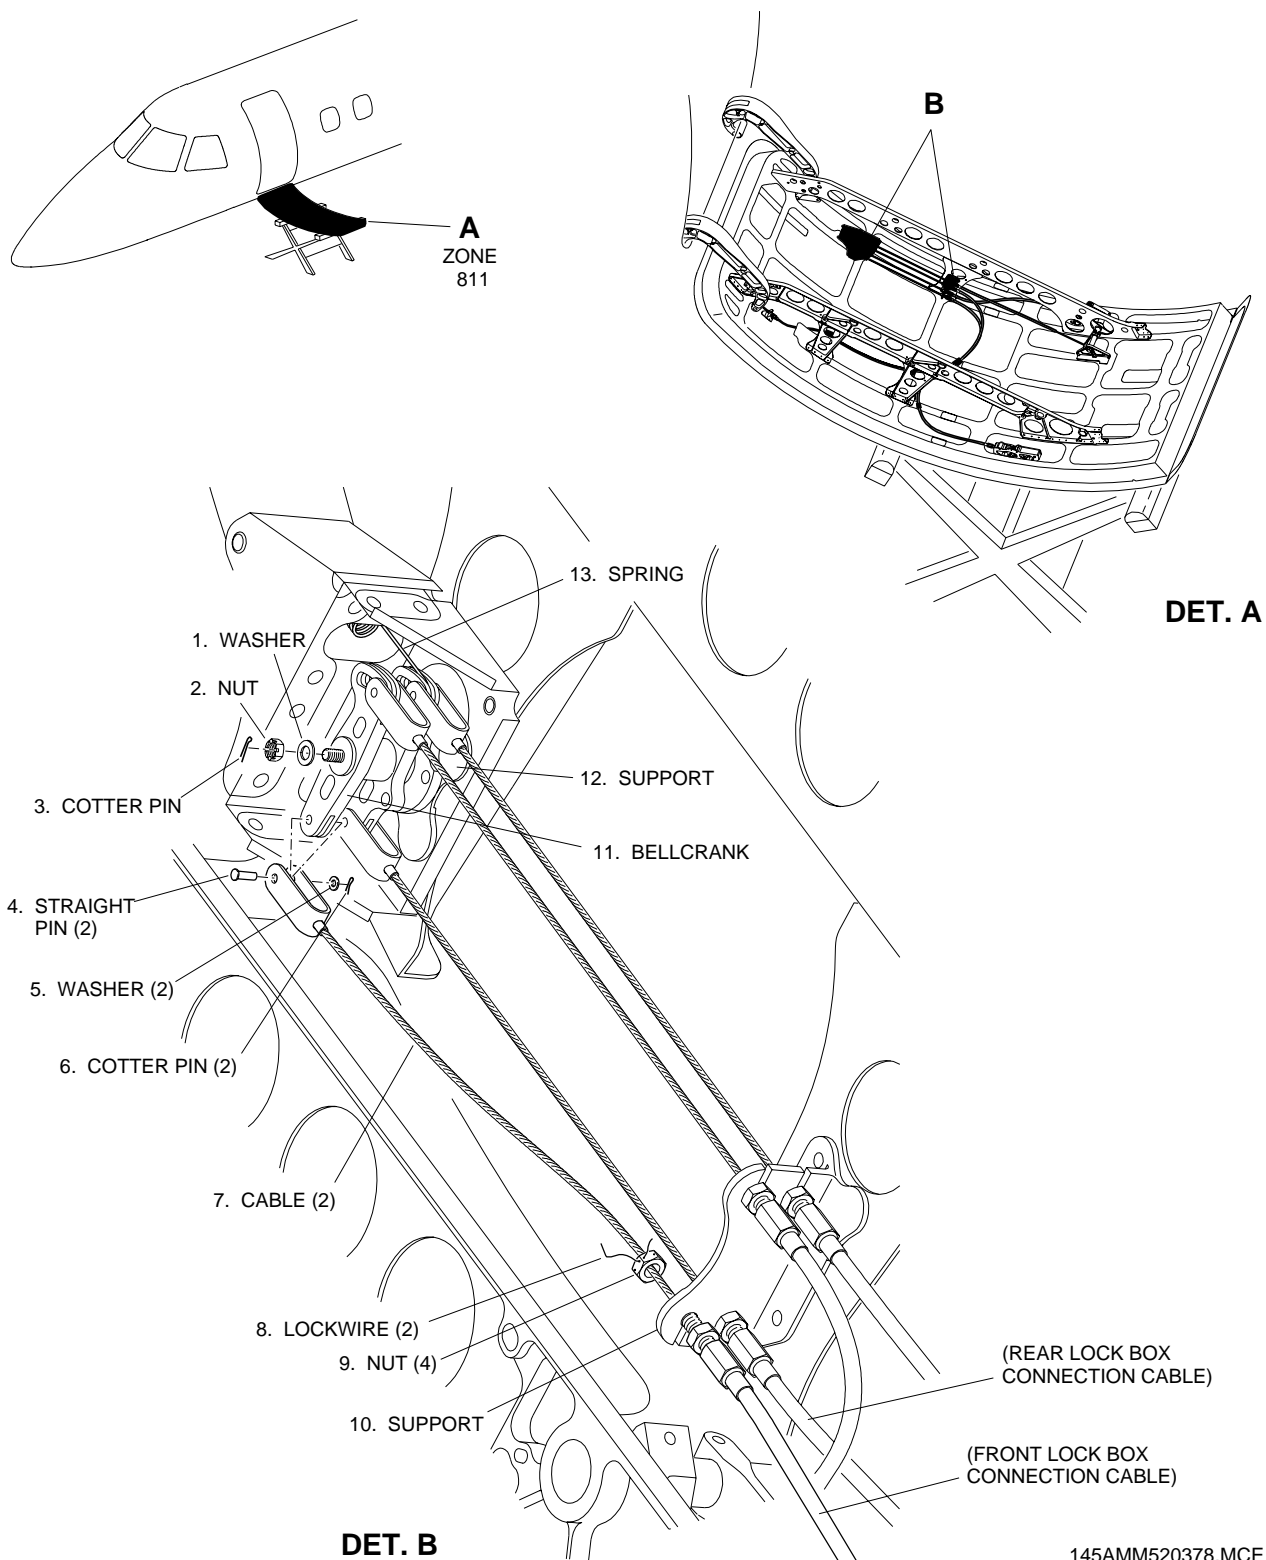 A
ZONE
811
B
DET. A
13. SPRING
1. WASHER
2. NUT
3. COTTER PIN
12. SUPPORT
11. BELLCRANK
4. STRAIGHT
PIN (2)
5. WASHER (2)
6. COTTER PIN (2)
7. CABLE (2)
8. LOCKWIRE (2)
9. NUT (4)
10. SUPPORT
(REAR LOCK BOX
CONNECTION CABLE)
(FRONT LOCK BOX
CONNECTION CABLE)
DET. B
145AMM520378.MCE